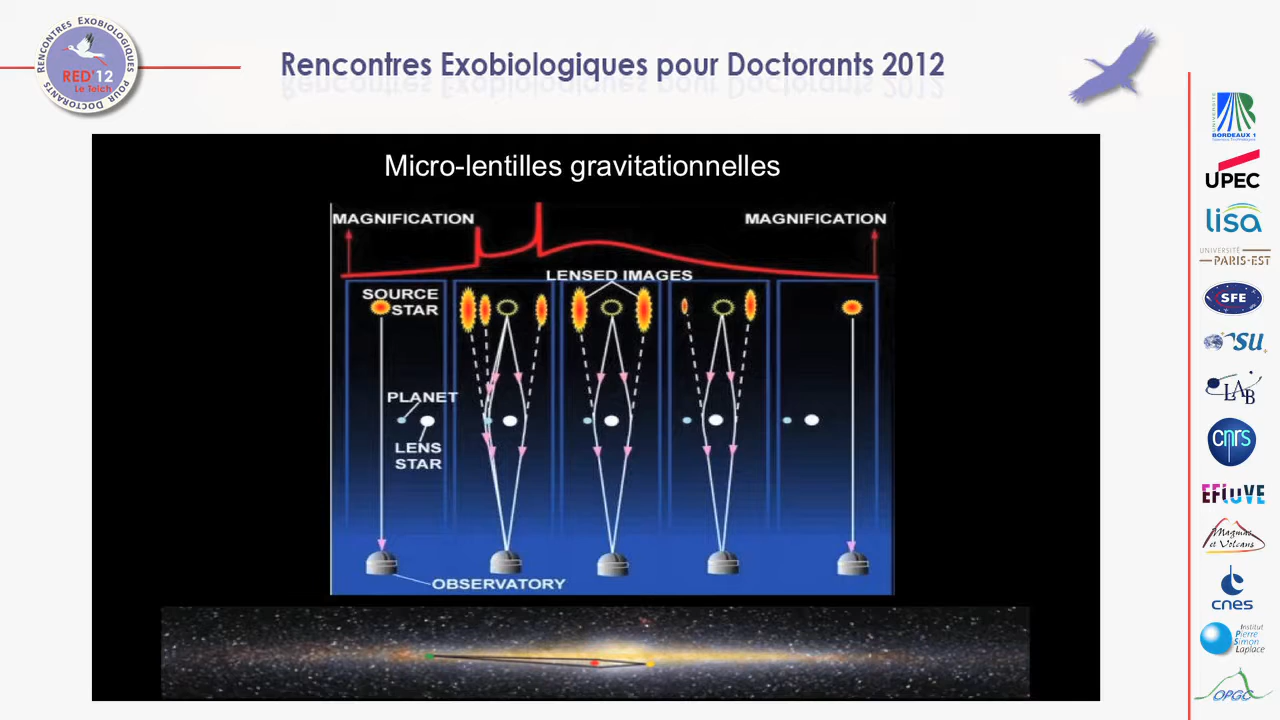 RENCONTRES EXOBIOLOGIQUES POUR DOCTORANTS
RED'12
Le Teich
Rencontres Exobiologiques pour Doctorants 2012
Micro-lentilles gravitationnelles
MAGNIFICATION
MAGNIFICATION
LENSED IMAGES
SOURCE
STAR
PLANET
LENS
STAR
OBSERVATORY
UNIVERSITÉ
BORDEAUX 1
UPEC
lisa
UNIVERSITÉ
PARIS-EST
SFE
OSU
LAB
cnrs
EFLUVE
Magmas
et Volcans
cnes
Institut
Pierre
Simon
Laplace
OPGC